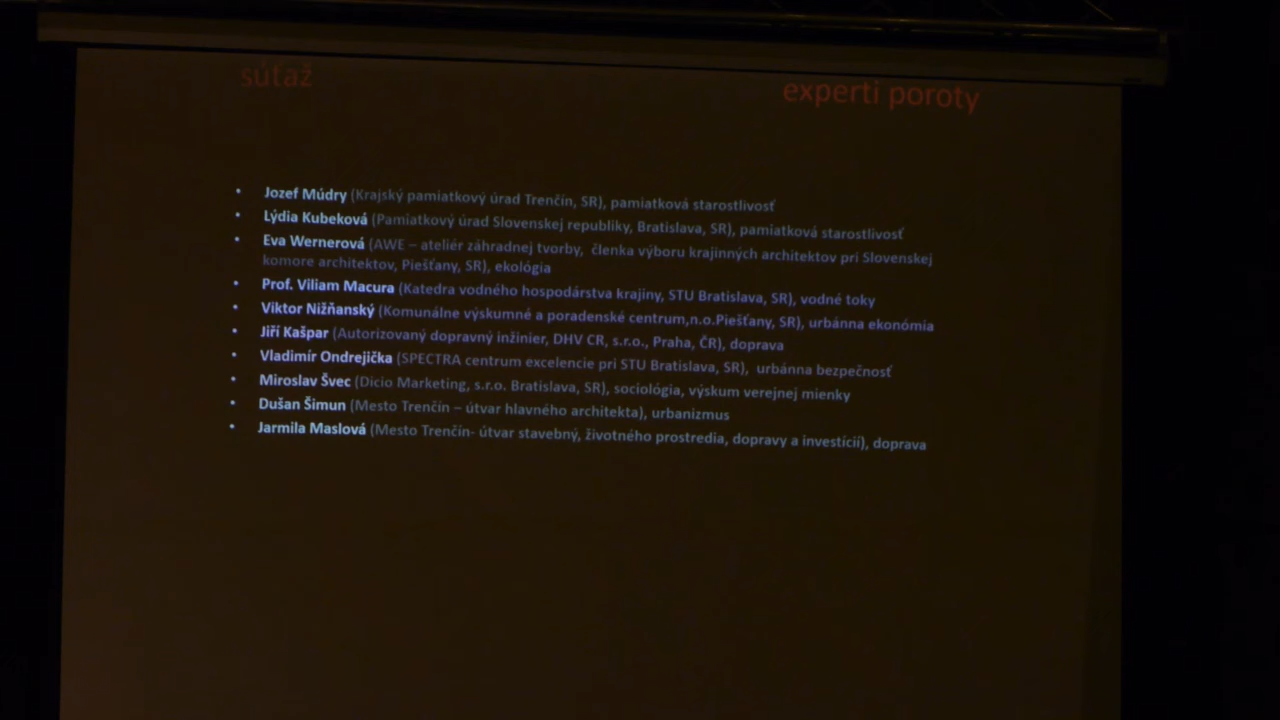 súťaž
experti poroty
• Jozef Múdry (Krajský pamiatkový úrad Trenčín, SR), pamiatková starostlivosť
• Lýdia Kubeková (Pamiatkový úrad Slovenskej republiky, Bratislava, SR), pamiatková starostlivosť
• Eva Wernerová (AWE – ateliér záhradnej tvorby, členka výboru krajinných architektov pri Slovenskej
komore architektov, Piešťany, SR), ekológia
• Prof. Viliam Macura (Katedra vodného hospodárstva krajiny, STU Bratislava, SR), vodné toky
• Viktor Nižňanský (Komunálne výskumné a poradenské centrum,n.o.Piešťany, SR), urbánna ekonómia
• Jiří Kašpar (Autorizovaný dopravný inžinier, DHV CR, s.r.o., Praha, ČR), doprava
• Vladimír Ondrejička (SPECTRA centrum excelencie pri STU Bratislava, SR), urbánna bezpečnosť
• Miroslav Švec (Dicio Marketing, s.r.o. Bratislava, SR), sociológia, výskum verejnej mienky
• Dušan Šimun (Mesto Trenčín – útvar hlavného architekta), urbanizmus
• Jarmila Maslová (Mesto Trenčín- útvar stavebný, životného prostredia, dopravy a investícií), doprava